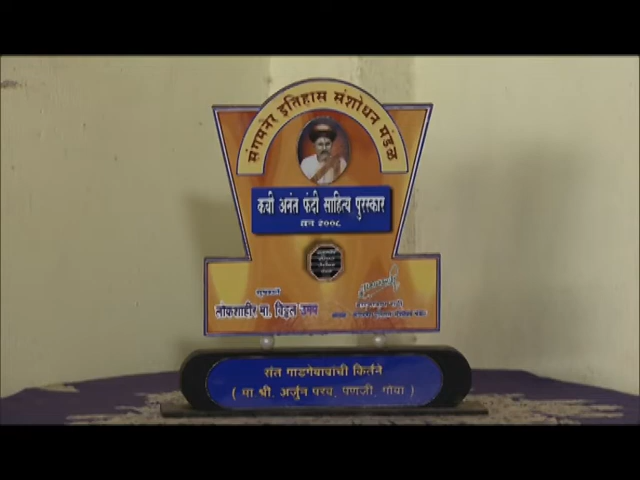 संगमनेर इतिहास संशोधन मंडळ
कवी अनंत फंदी साहित्य पुरस्कार
सन २००८
लोकशाहीर मा. विठ्ठल उमप
संत गाडगेबाबांची किर्तने
( मा श्री. अर्जुन परब, पणजी, गोवा )